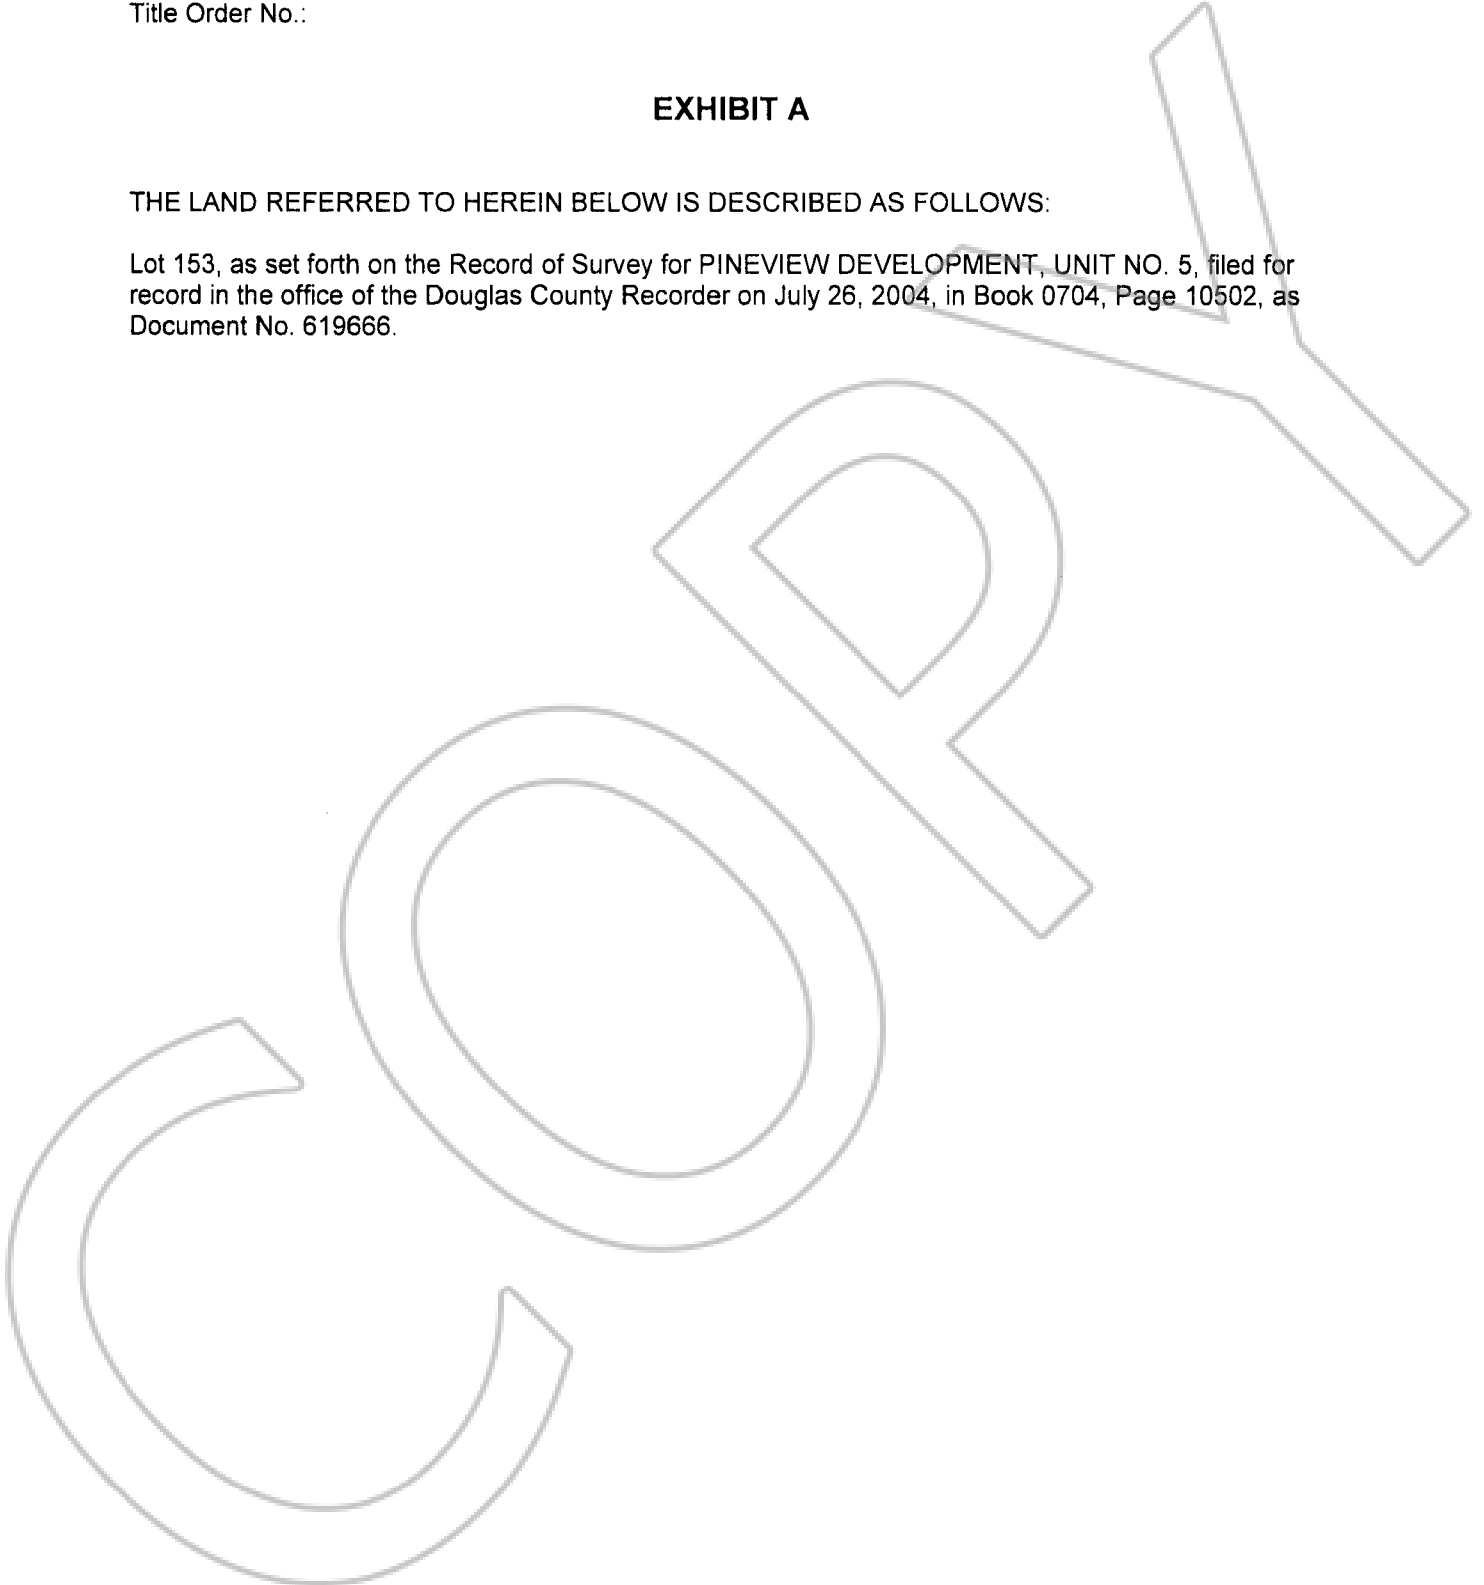 Title Order No.:
EXHIBIT A
THE LAND REFERRED TO HEREIN BELOW IS DESCRIBED AS FOLLOWS:
Lot 153, as set forth on the Record of Survey for PINEVIEW DEVELOPMENT, UNIT NO. 5, filed for
record in the office of the Douglas County Recorder on July 26, 2004, in Book 0704, Page 10502, as
Document No. 619666.
COPY